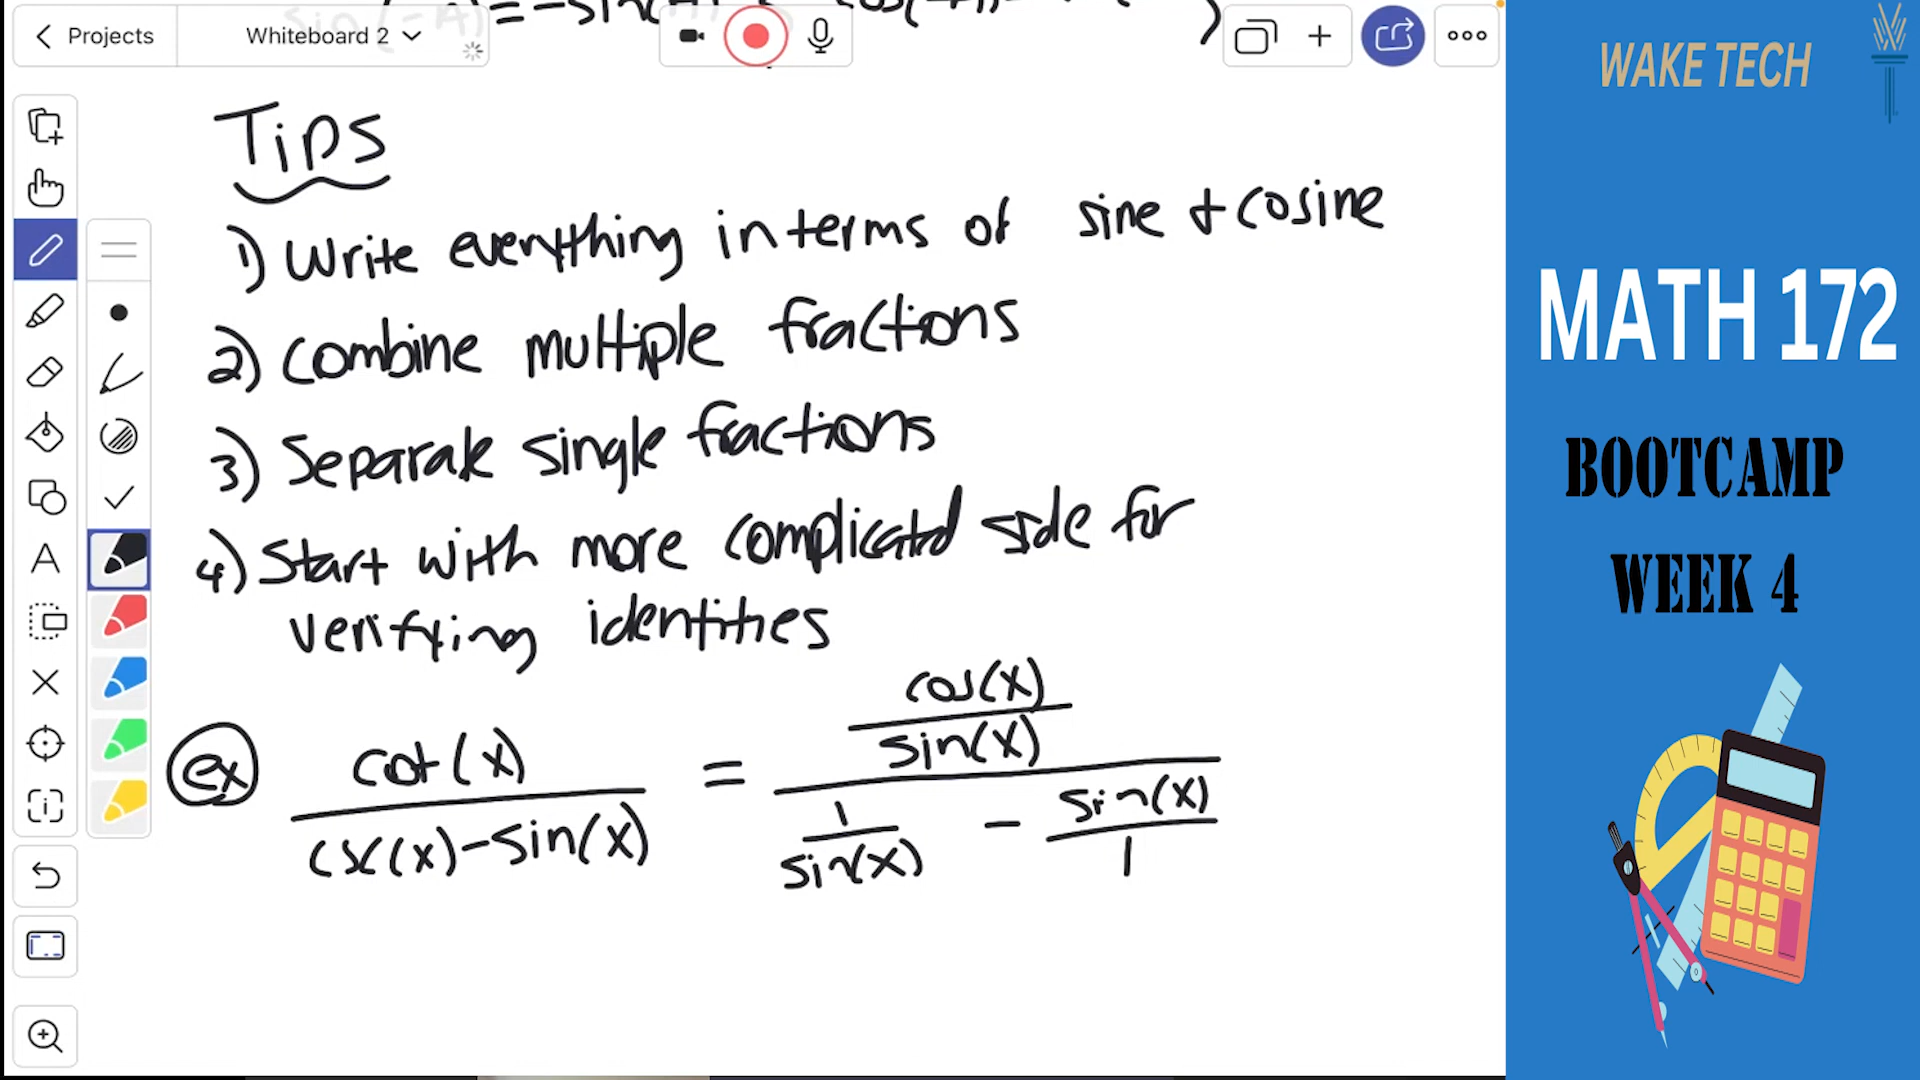 sin(-A)=-sin(
Projects
Whiteboard 2
Tips
1) Write everything in terms of sine + cosine
2) combine multiple fractions
3) Separate single fractions
4) Start with more complicated side for
verifying identities
ex cot(x) / csc(x)-sin(x) = cos(x)/sin(x) / 1/sin(x) - sin(x)/1
A
WAKE TECH
MATH 172
BOOTCAMP
WEEK 4